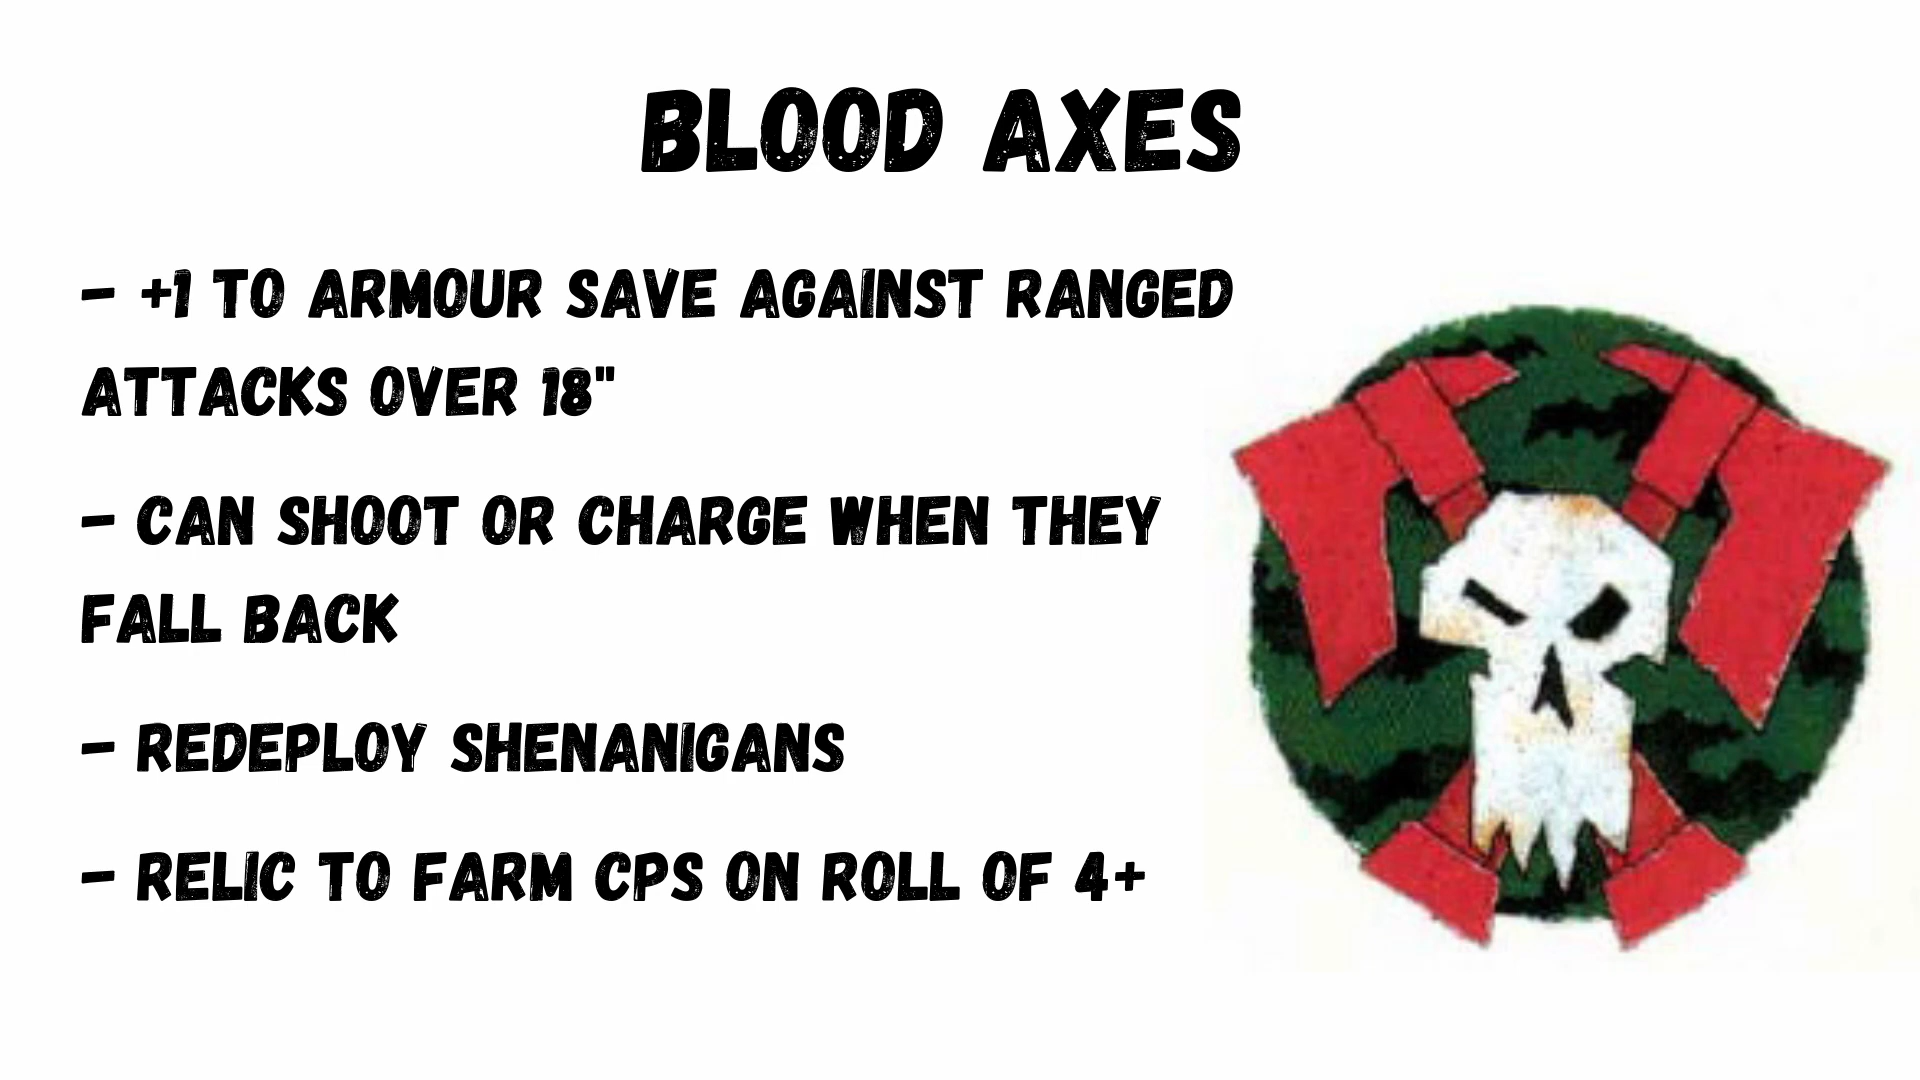 BLOOD AXES
- +1 TO ARMOUR SAVE AGAINST RANGED
ATTACKS OVER 18"
- CAN SHOOT OR CHARGE WHEN THEY
FALL BACK
- REDEPLOY SHENANIGANS
- RELIC TO FARM CPS ON ROLL OF 4+